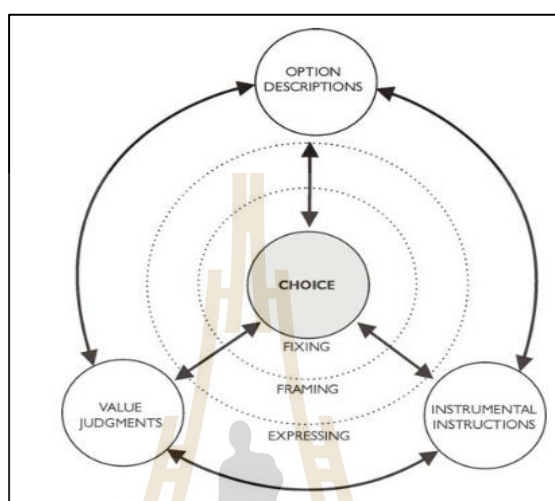 OPTION
DESCRIPTIONS
CHOICE
FIXING
FRAMING
EXPRESSING
VALUE
JUDGMENTS
INSTRUMENTAL
INSTRUCTIONS